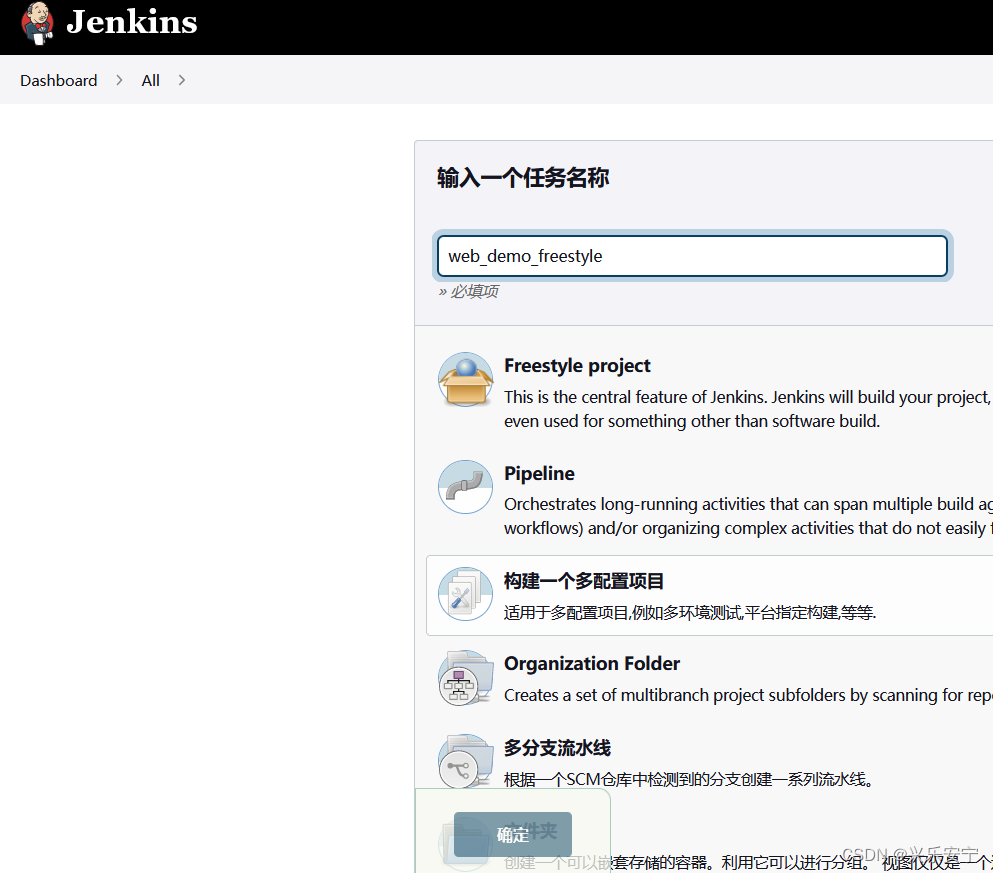 Jenkins
Dashboard > All >
输入一个任务名称
web_demo_freestyle
» 必填项
Freestyle project
This is the central feature of Jenkins. Jenkins will build your project,
even used for something other than software build.
Pipeline
Orchestrates long-running activities that can span multiple build ag
workflows) and/or organizing complex activities that do not easily f
构建一个多配置项目
适用于多配置项目,例如多环境测试,平台指定构建,等等.
Organization Folder
Creates a set of multibranch project subfolders by scanning for repo
多分支流水线
根据一个SCM仓库中检测到的分支创建一系列流水线。
文件夹
确定
创建一个可以嵌套存储的容器。利用它可以进行分组。 视图仅仅是一个
CSDN @兴乐安宁